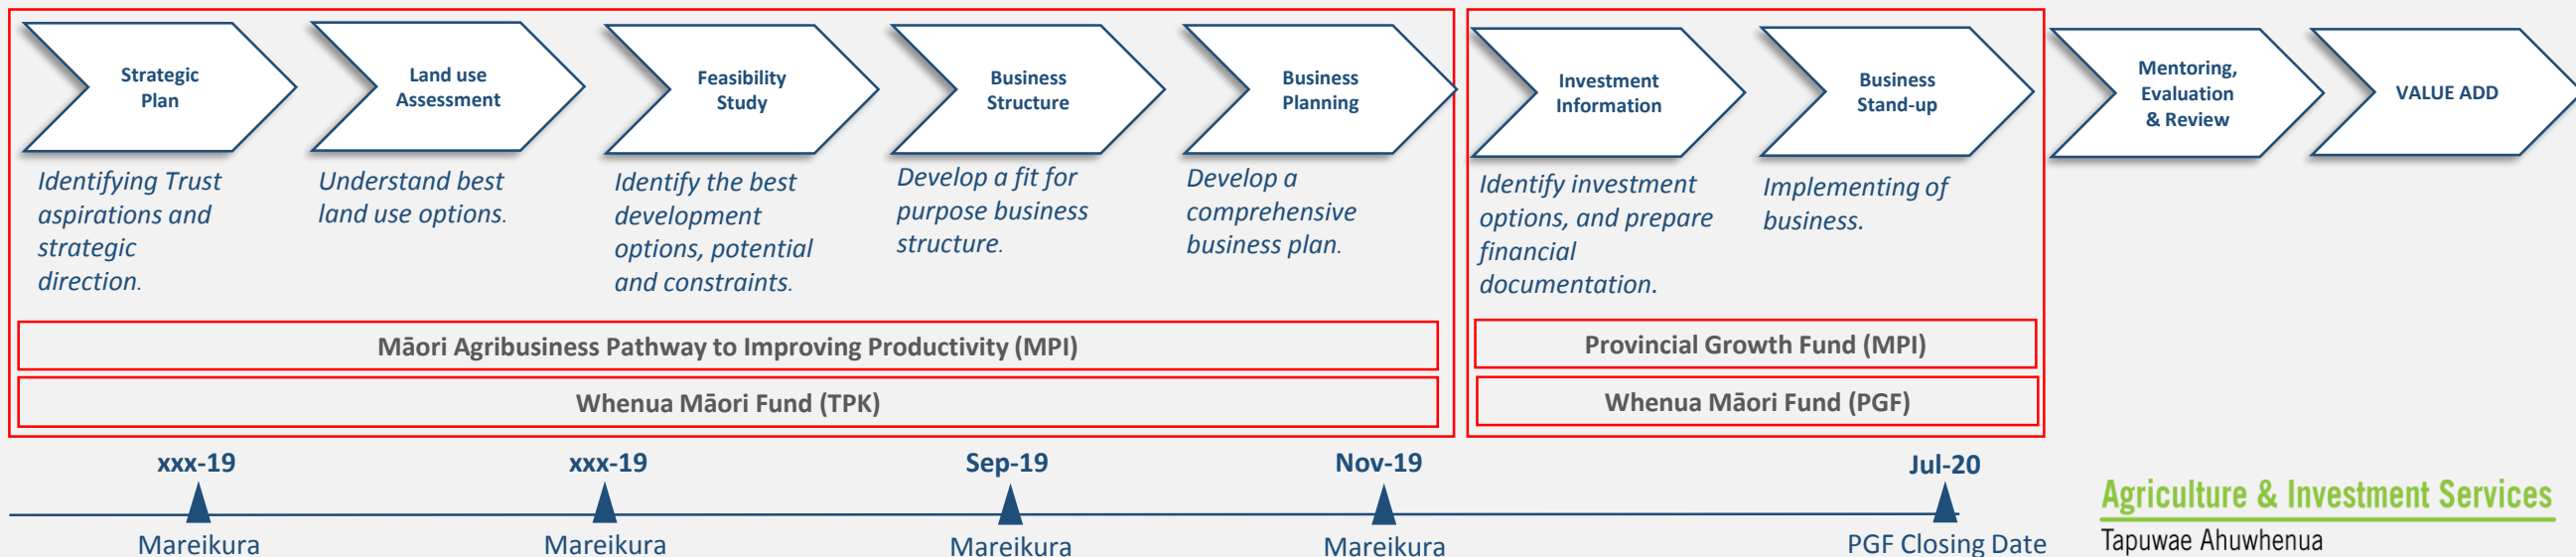 Strategic
Plan
Land use
Assessment
Feasibility
Study
Business
Structure
Business
Planning
Investment
Information
Business
Stand-up
Mentoring,
Evaluation
& Review
VALUE ADD
Identifying Trust
aspirations and
strategic
direction.
Understand best
land use options.
Identify the best
development
options, potential
and constraints.
Develop a fit for
purpose business
structure.
Develop a
comprehensive
business plan.
Identify investment
options, and prepare
financial
documentation.
Implementing of
business.
Māori Agribusiness Pathway to Improving Productivity (MPI)
Whenua Māori Fund (TPK)
Provincial Growth Fund (MPI)
Whenua Māori Fund (PGF)
xxx-19
xxx-19
Sep-19
Nov-19
Jul-20
Mareikura
Mareikura
Mareikura
Mareikura
PGF Closing Date
Agriculture & Investment Services
Tapuwae Ahuwhenua